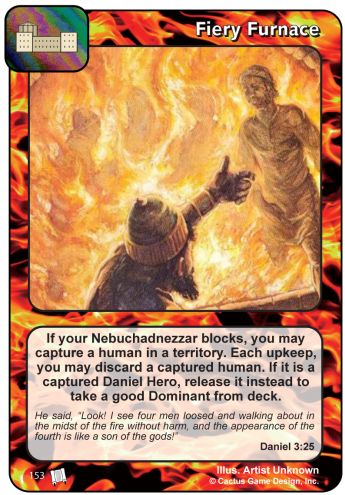 Fiery Furnace
If your Nebuchadnezzar blocks, you may
capture a human in a territory. Each upkeep,
you may discard a captured human. If it is a
captured Daniel Hero, release it instead to
take a good Dominant from deck.
He said, "Look! I see four men loosed and walking about in
the midst of the fire without harm, and the appearance of the
fourth is like a son of the gods!"
Daniel 3:25
Illus. Artist Unknown
153
© Cactus Game Design, Inc.